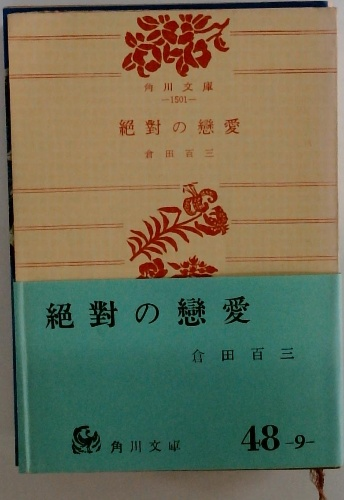 角川文庫
—1501—
絕對の戀愛
倉田百三
絕對の戀愛
倉田百三
角川文庫
48-9-